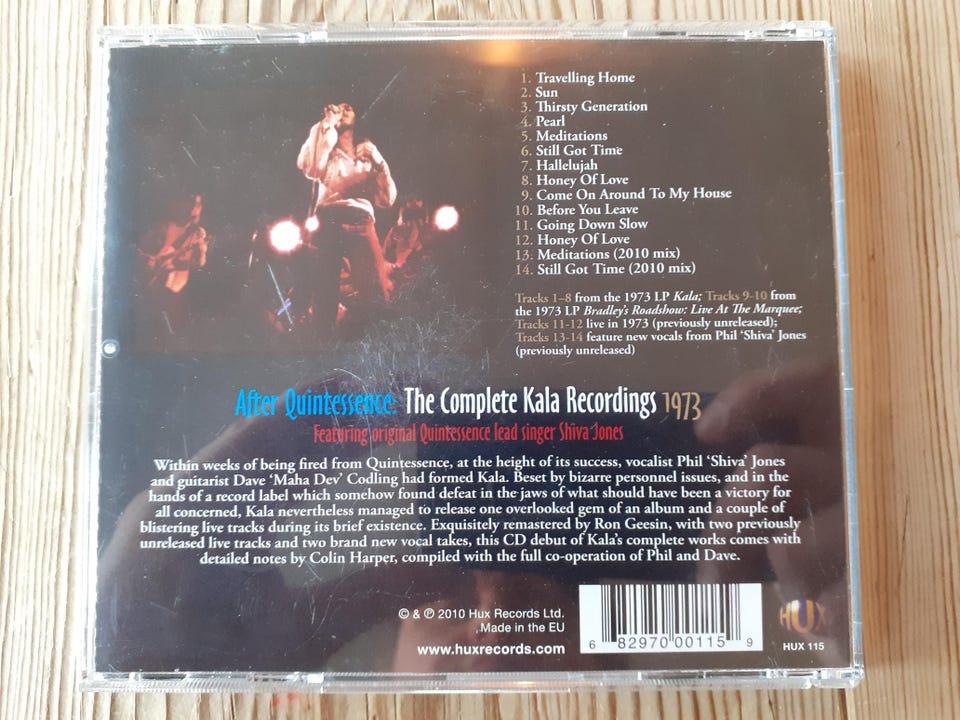 1. Travelling Home
2. Sun
3. Thirsty Generation
4. Pearl
5. Meditations
6. Still Got Time
7. Hallelujah
8. Honey Of Love
9. Come On Around To My House
10. Before You Leave
11. Going Down Slow
12. Honey Of Love
13. Meditations (2010 mix)
14. Still Got Time (2010 mix)
Tracks 1–8 from the 1973 LP Kala; Tracks 9-10 from
the 1973 LP Bradley's Roadshow: Live At The Marquee;
Tracks 11-12 live in 1973 (previously unreleased);
Tracks 13-14 feature new vocals from Phil 'Shiva' Jones
(previously unreleased)
After Quintessence: The Complete Kala Recordings 1973
Featuring original Quintessence lead singer Shiva Jones
Within weeks of being fired from Quintessence, at the height of its success, vocalist Phil 'Shiva' Jones
and guitarist Dave 'Maha Dev' Codling had formed Kala. Beset by bizarre personnel issues, and in the
hands of a record label which somehow found defeat in the jaws of what should have been a victory for
all concerned, Kala nevertheless managed to release one overlooked gem of an album and a couple of
blistering live tracks during its brief existence. Exquisitely remastered by Ron Geesin, with two previously
unreleased live tracks and two brand new vocal takes, this CD debut of Kala's complete works comes with
detailed notes by Colin Harper, compiled with the full co-operation of Phil and Dave.
© & ℗ 2010 Hux Records Ltd.
Made in the EU
www.huxrecords.com
6 82970 00115 9
HUX
HUX 115